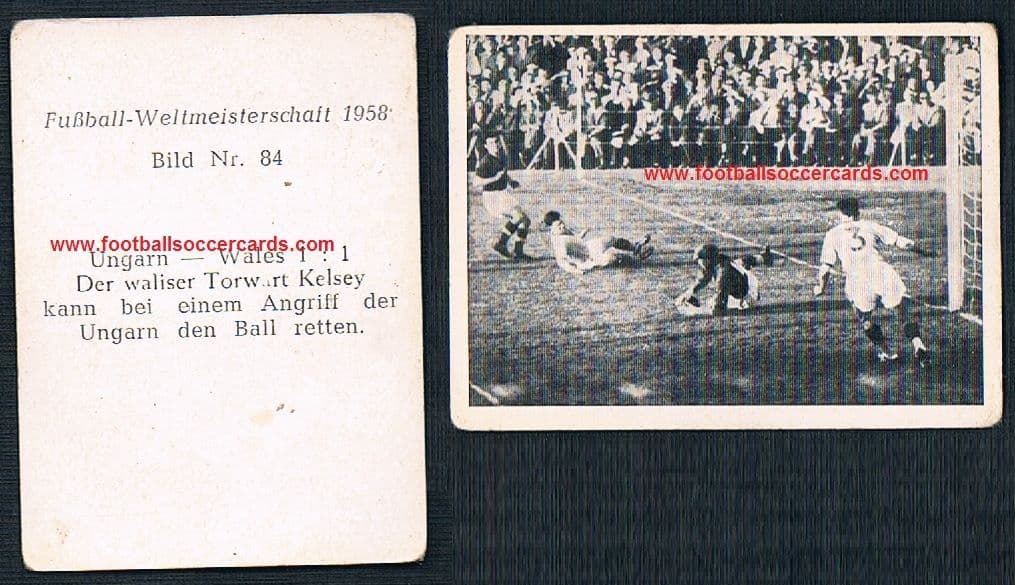 Fußball-Weltmeisterschaft 1958
Bild Nr. 84
www.footballsoccercards.com
Ungarn — Wales 1 : 1
Der waliser Torwart Kelsey
kann bei einem Angriff der
Ungarn den Ball retten.
www.footballsoccercards.com
3